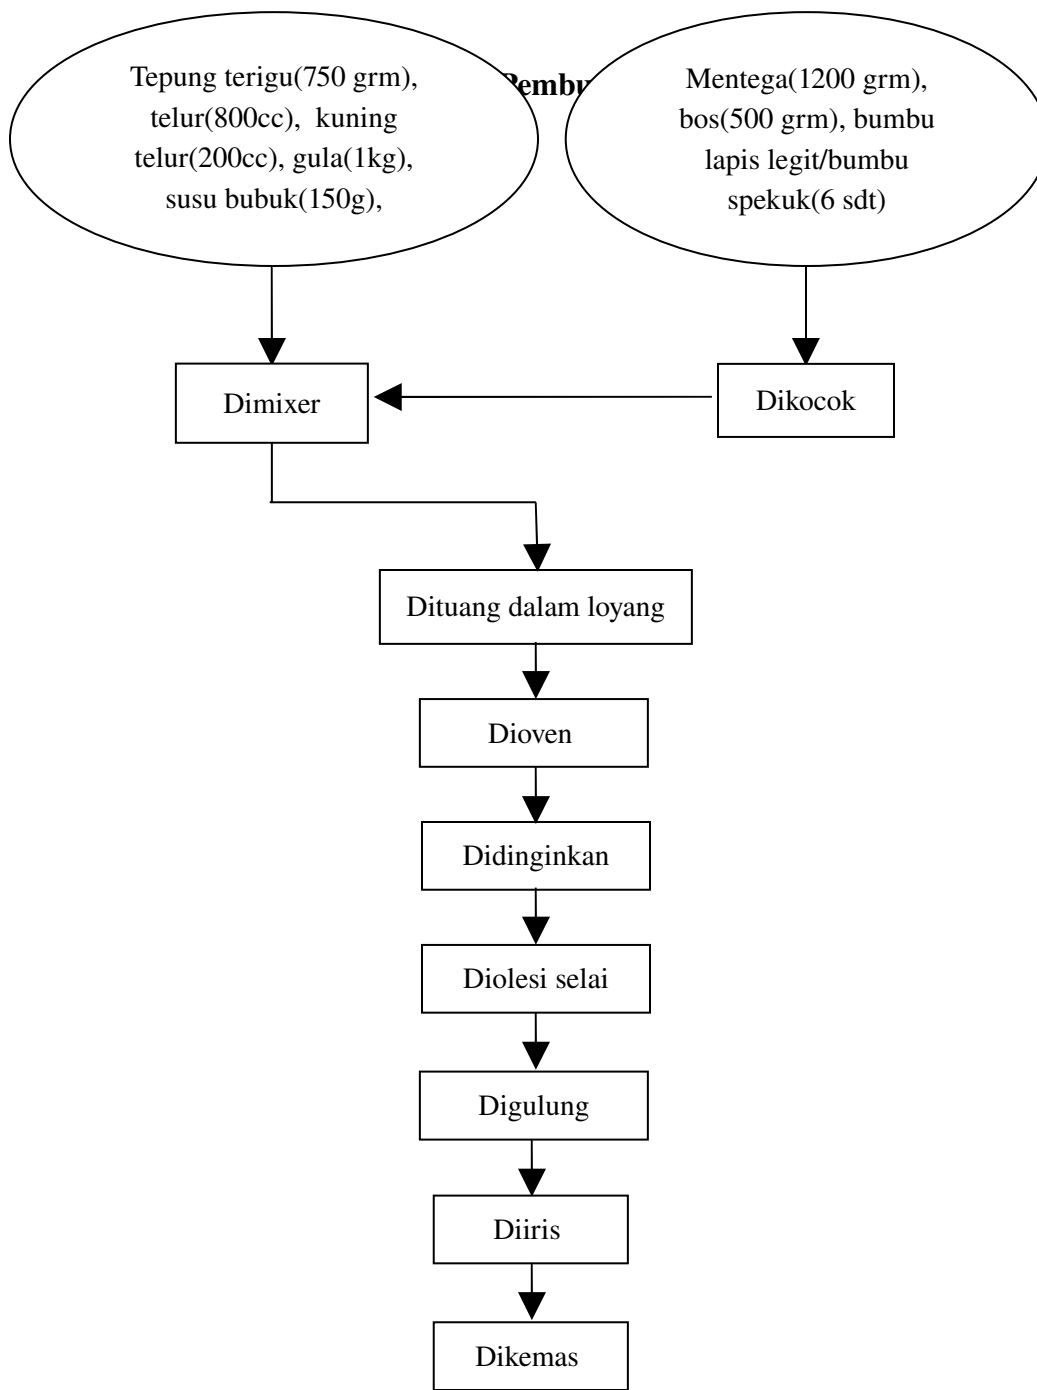 Tepung terigu(750 grm),
telur(800cc),  kuning
telur(200cc), gula(1kg),
susu bubuk(150g),
Mentega(1200 grm),
bos(500 grm), bumbu
lapis legit/bumbu
spekuk(6 sdt)
Dimixer
Dikocok
Dituang dalam loyang
Dioven
Didinginkan
Diolesi selai
Digulung
Diiris
Dikemas